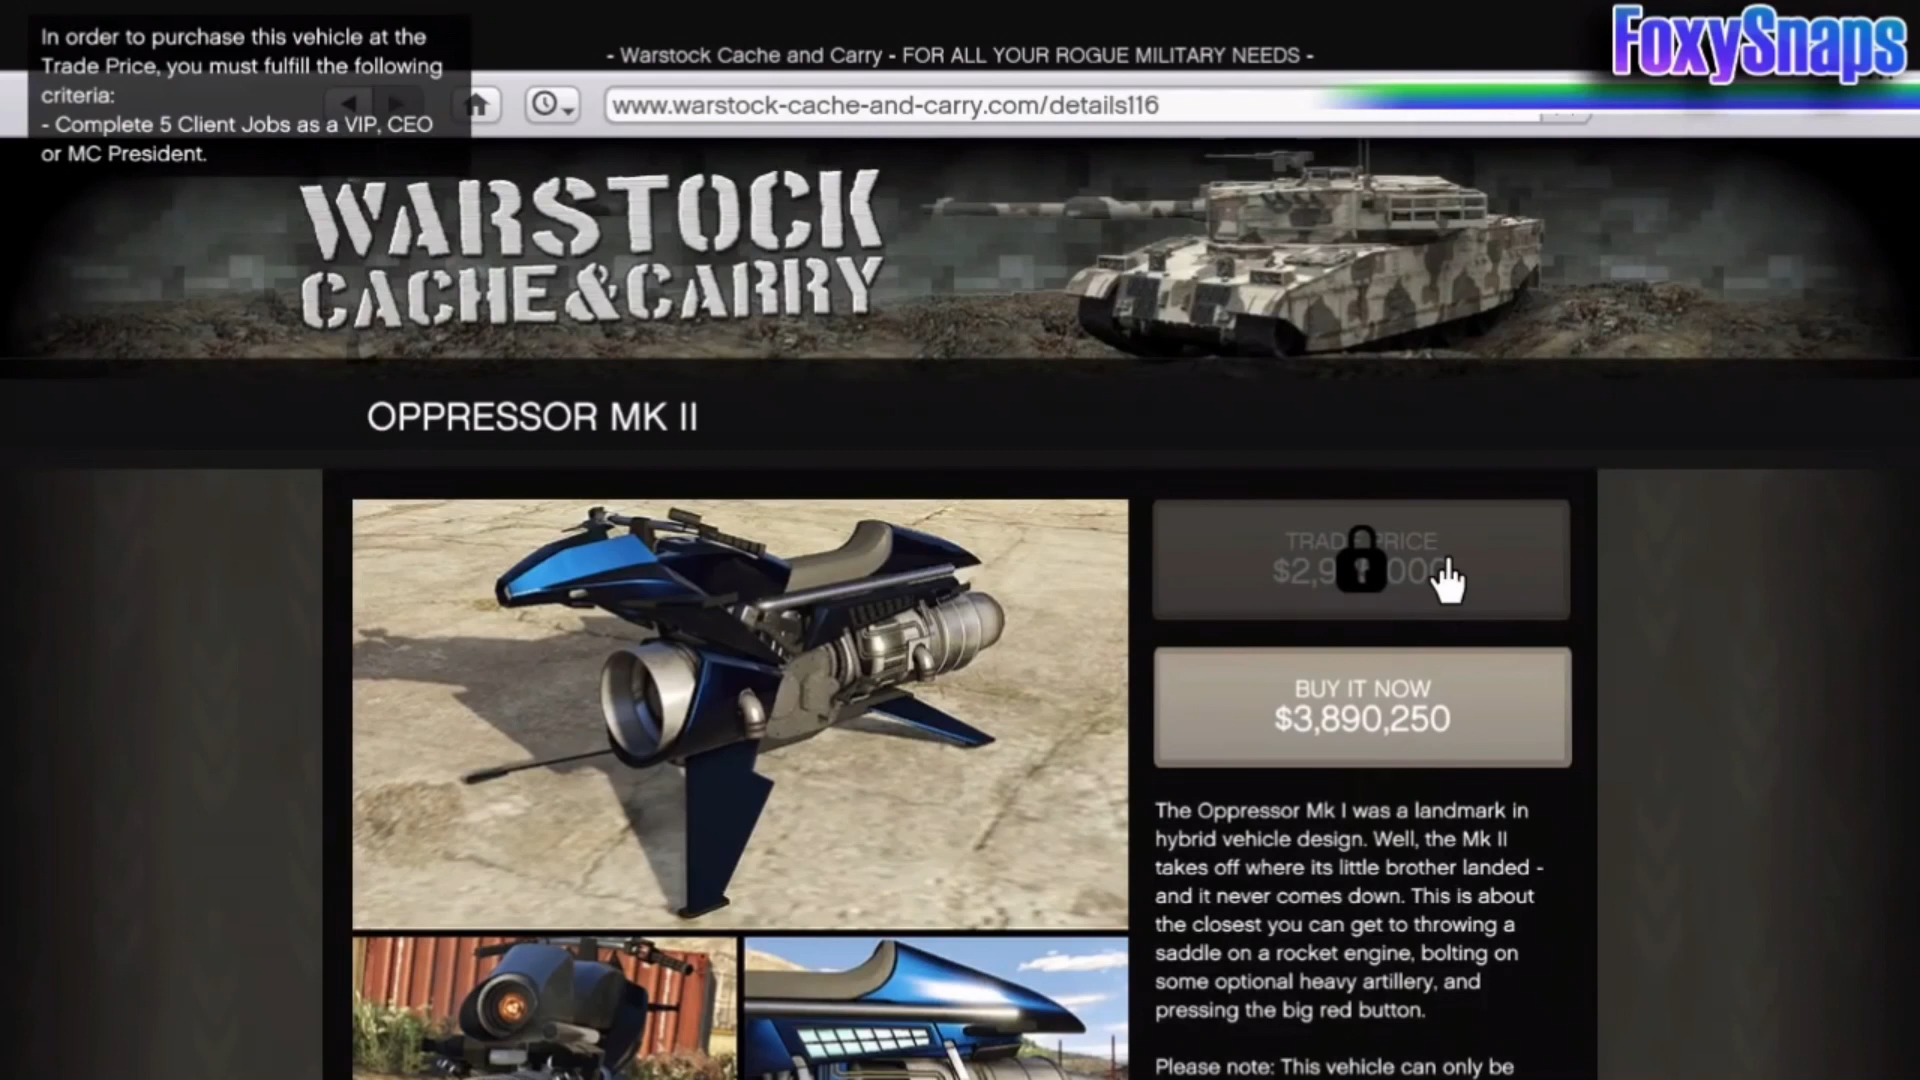 In order to purchase this vehicle at the
Trade Price, you must fulfill the following
criteria:
- Complete 5 Client Jobs as a VIP, CEO
or MC President.
- Warstock Cache and Carry - FOR ALL YOUR ROGUE MILITARY NEEDS -
FoxySnaps
www.warstock-cache-and-carry.com/details116
WARSTOCK
CACHE&CARRY
OPPRESSOR MK II
TRADE PRICE
BUY IT NOW
$3,890,250
The Oppressor Mk I was a landmark in
hybrid vehicle design. Well, the Mk II
takes off where its little brother landed -
and it never comes down. This is about
the closest you can get to throwing a
saddle on a rocket engine, bolting on
some optional heavy artillery, and
pressing the big red button.
Please note: This vehicle can only be